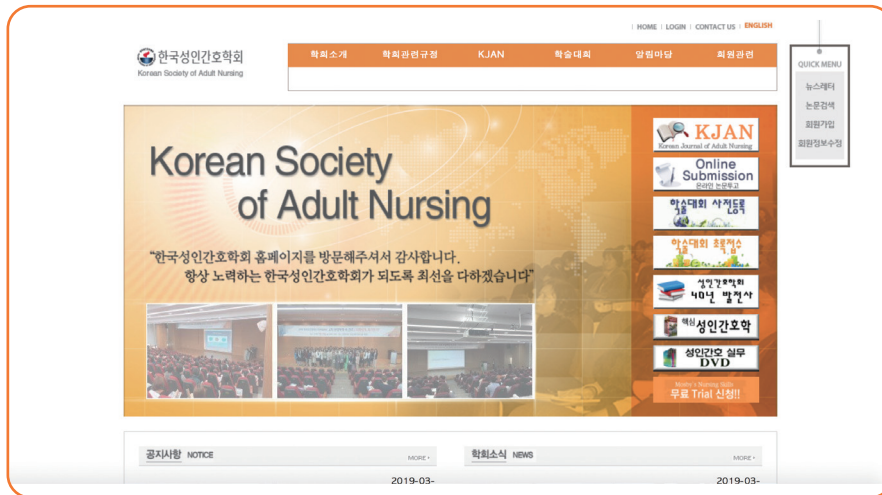 HOME | LOGIN | CONTACT US | ENGLISH
한국성인간호학회
Korean Society of Adult Nursing
학회소개 학회관련규정 KJAN 학술대회 알림마당 회원관련
QUICK MENU
뉴스레터
논문검색
회원가입
회원정보수정
Korean Society
of Adult Nursing
"한국성인간호학회 홈페이지를 방문해주셔서 감사합니다.
항상 노력하는 한국성인간호학회가 되도록 최선을 다하겠습니다"
KJAN
Korean Journal of Adult Nursing
Online
Submission
온라인 논문투고
학술대회 사전등록
학술대회 초록접수
성인간호학회
40년 발전사
핵심 성인간호학
성인간호 실무
DVD
Mosby's Nursing Skills
무료 Trial 신청!!
공지사항 NOTICE MORE
학회소식 NEWS MORE
2019-03-
2019-03-